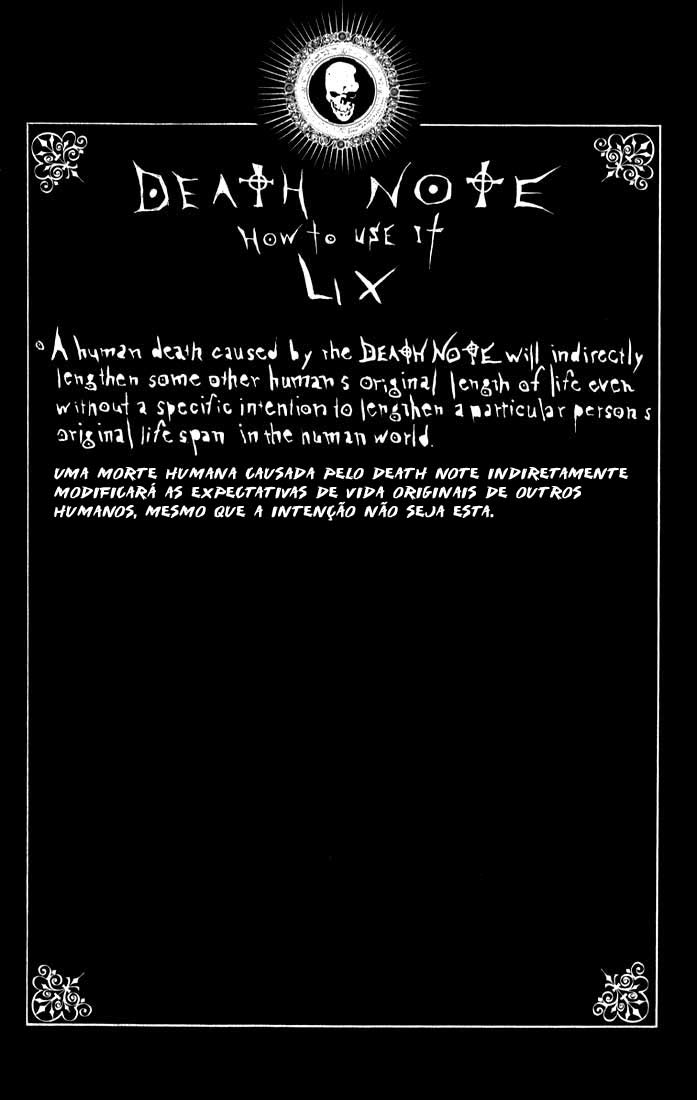 DEATH NOTE
HOW to USE It
LIX
A human death caused by the DEATH NOTE will indirectly
lengthen some other human s original length of life even
without a specific intention to lengthen a particular person s
original life span in the human world.
UMA MORTE HUMANA CAUSADA PELO DEATH NOTE INDIRETAMENTE
MODIFICARÁ AS EXPECTATIVAS DE VIDA ORIGINAIS DE OUTROS
HUMANOS, MESMO QUE A INTENÇÃO NÃO SEJA ESTA.